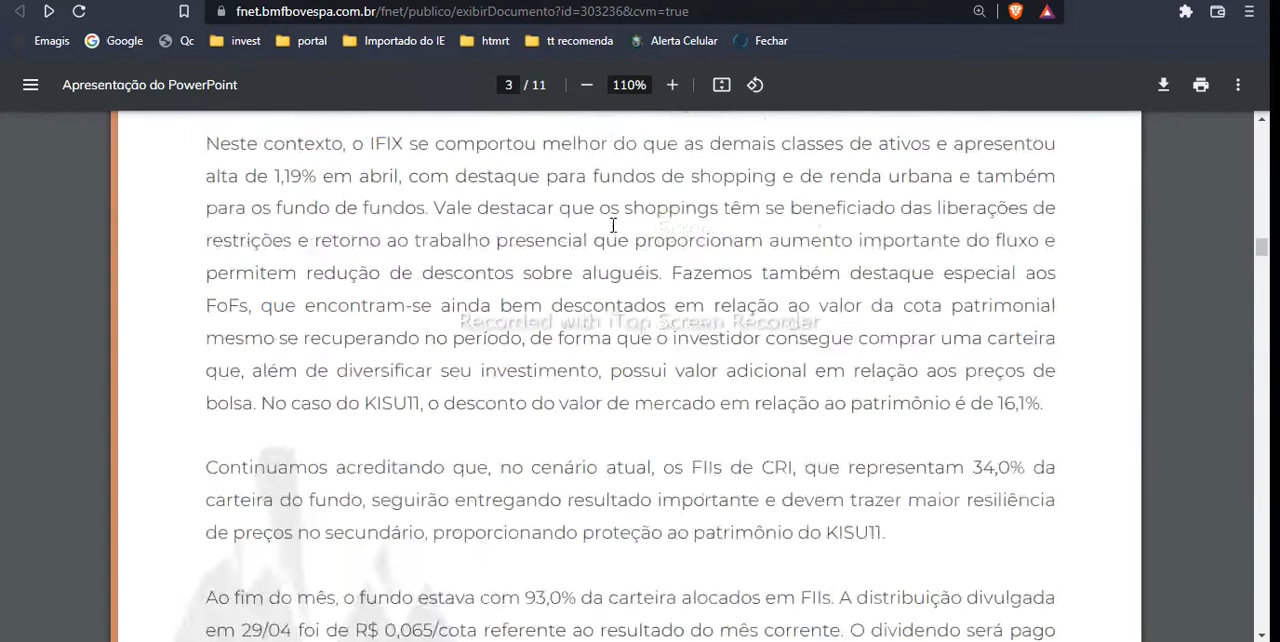 fnet.bmfbovespa.com.br/fnet/publico/exibirDocumento?id=303236&cvm=true
Emagis Google Qc invest portal Importado do IE htmrt tt recomenda Alerta Celular Fechar
Apresentação do PowerPoint 3 / 11 110%
Neste contexto, o IFIX se comportou melhor do que as demais classes de ativos e apresentou
alta de 1,19% em abril, com destaque para fundos de shopping e de renda urbana e também
para os fundo de fundos. Vale destacar que os shoppings têm se beneficiado das liberações de
restrições e retorno ao trabalho presencial que proporcionam aumento importante do fluxo e
permitem redução de descontos sobre aluguéis. Fazemos também destaque especial aos
FoFs, que encontram-se ainda bem descontados em relação ao valor da cota patrimonial
Recorded with iTop Screen Recorder
mesmo se recuperando no período, de forma que o investidor consegue comprar uma carteira
que, além de diversificar seu investimento, possui valor adicional em relação aos preços de
bolsa. No caso do KISU11, o desconto do valor de mercado em relação ao patrimônio é de 16,1%.
Continuamos acreditando que, no cenário atual, os FIIs de CRI, que representam 34,0% da
carteira do fundo, seguirão entregando resultado importante e devem trazer maior resiliência
de preços no secundário, proporcionando proteção ao patrimônio do KISU11.
Ao fim do mês, o fundo estava com 93,0% da carteira alocados em FIIs. A distribuição divulgada
em 29/04 foi de R$ 0,065/cota referente ao resultado do mês corrente. O dividendo será pago